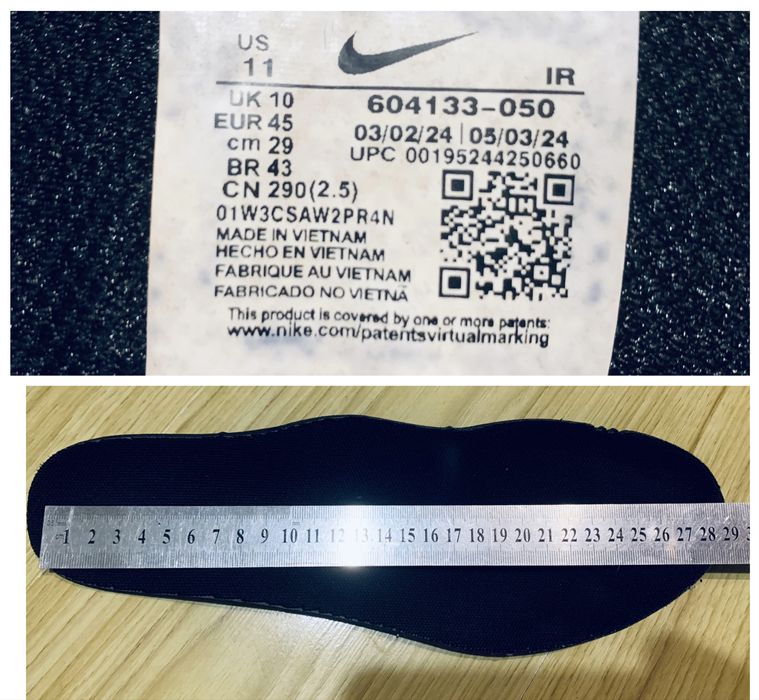 US
11
IR
UK 10
EUR 45
cm 29
BR 43
CN 290(2.5)
604133-050
03/02/24 | 05/03/24
UPC 00195244250660
01W3CSAW2PR4N
MADE IN VIETNAM
HECHO EN VIETNAM
FABRIQUE AU VIETNAM
FABRICADO NO VIETNÃ
This product is covered by one or more patents:
www.nike.com/patentsvirtualmarking
cm 1 2 3 4 5 6 7 8 9 10 11 12 13 14 15 16 17 18 19 20 21 22 23 24 25 26 27 28 29